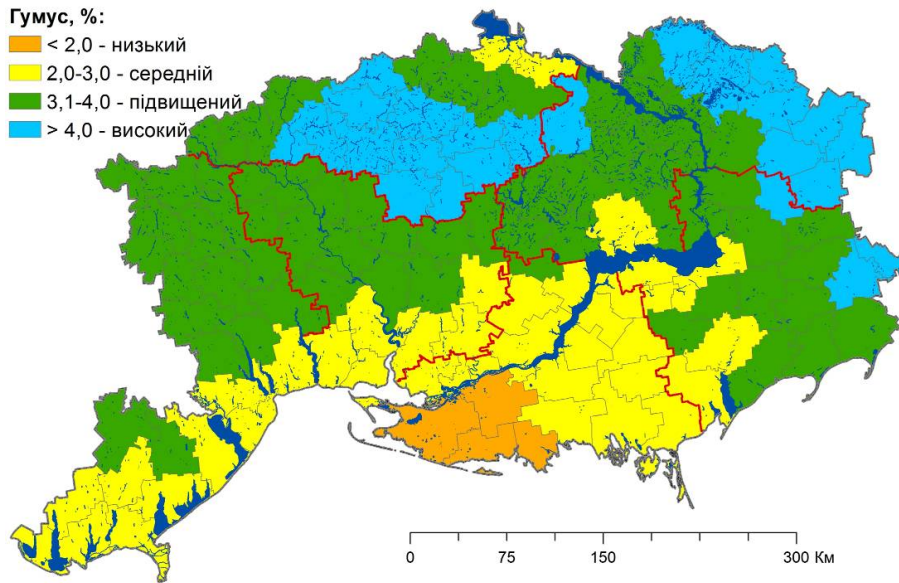 Гумус, %:
< 2,0 - низький
2,0-3,0 - середній
3,1-4,0 - підвищений
> 4,0 - високий
0 75 150 300 Км